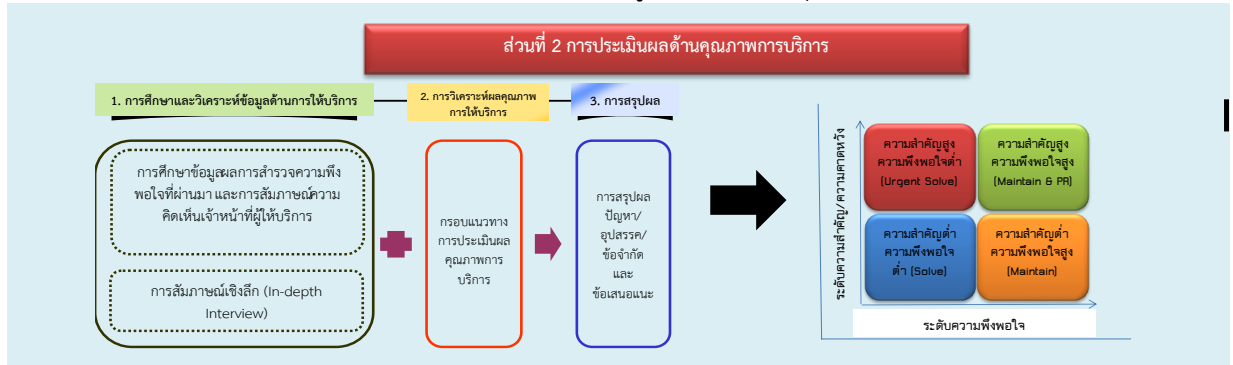 ส่วนที่ 2 การประเมินผลด้านคุณภาพการบริการ
1. การศึกษาและวิเคราะห์ข้อมูลด้านการให้บริการ
2. การวิเคราะห์ผลคุณภาพ
การให้บริการ
3. การสรุปผล
การศึกษาข้อมูลผลการสำรวจความพึง
พอใจที่ผ่านมา และการสัมภาษณ์ความ
คิดเห็นเจ้าหน้าที่ผู้ให้บริการ
การสัมภาษณ์เชิงลึก (In-depth
Interview)
กรอบแนวทาง
การประเมินผล
คุณภาพการ
บริการ
การสรุปผล
ปัญหา/
อุปสรรค/
ข้อจำกัด
และ
ข้อเสนอแนะ
ระดับความสำคัญ/ความคาดหวัง
ความสำคัญสูง
ความพึงพอใจต่ำ
(Urgent Solve)
ความสำคัญสูง
ความพึงพอใจสูง
(Maintain & PR)
ความสำคัญต่ำ
ความพึงพอใจ
ต่ำ (Solve)
ความสำคัญต่ำ
ความพึงพอใจสูง
(Maintain)
ระดับความพึงพอใจ